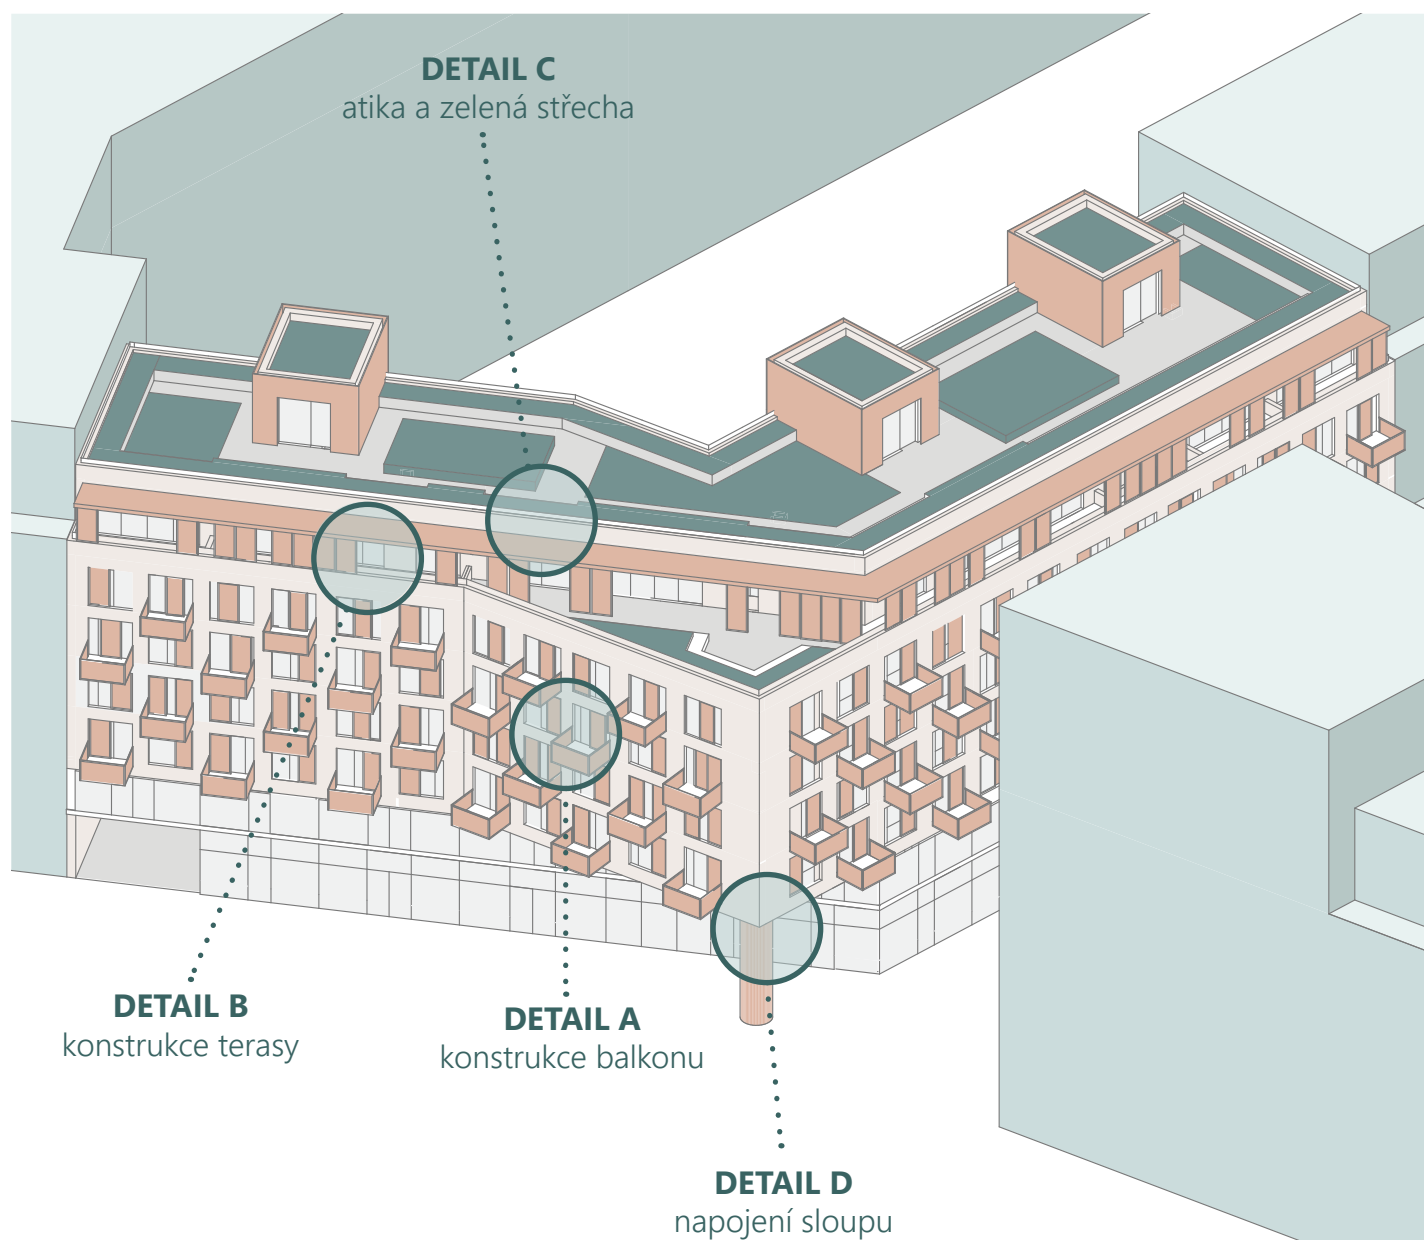 DETAIL C
atika a zelená střecha
DETAIL B
konstrukce terasy
DETAIL A
konstrukce balkonu
DETAIL D
napojení sloupu